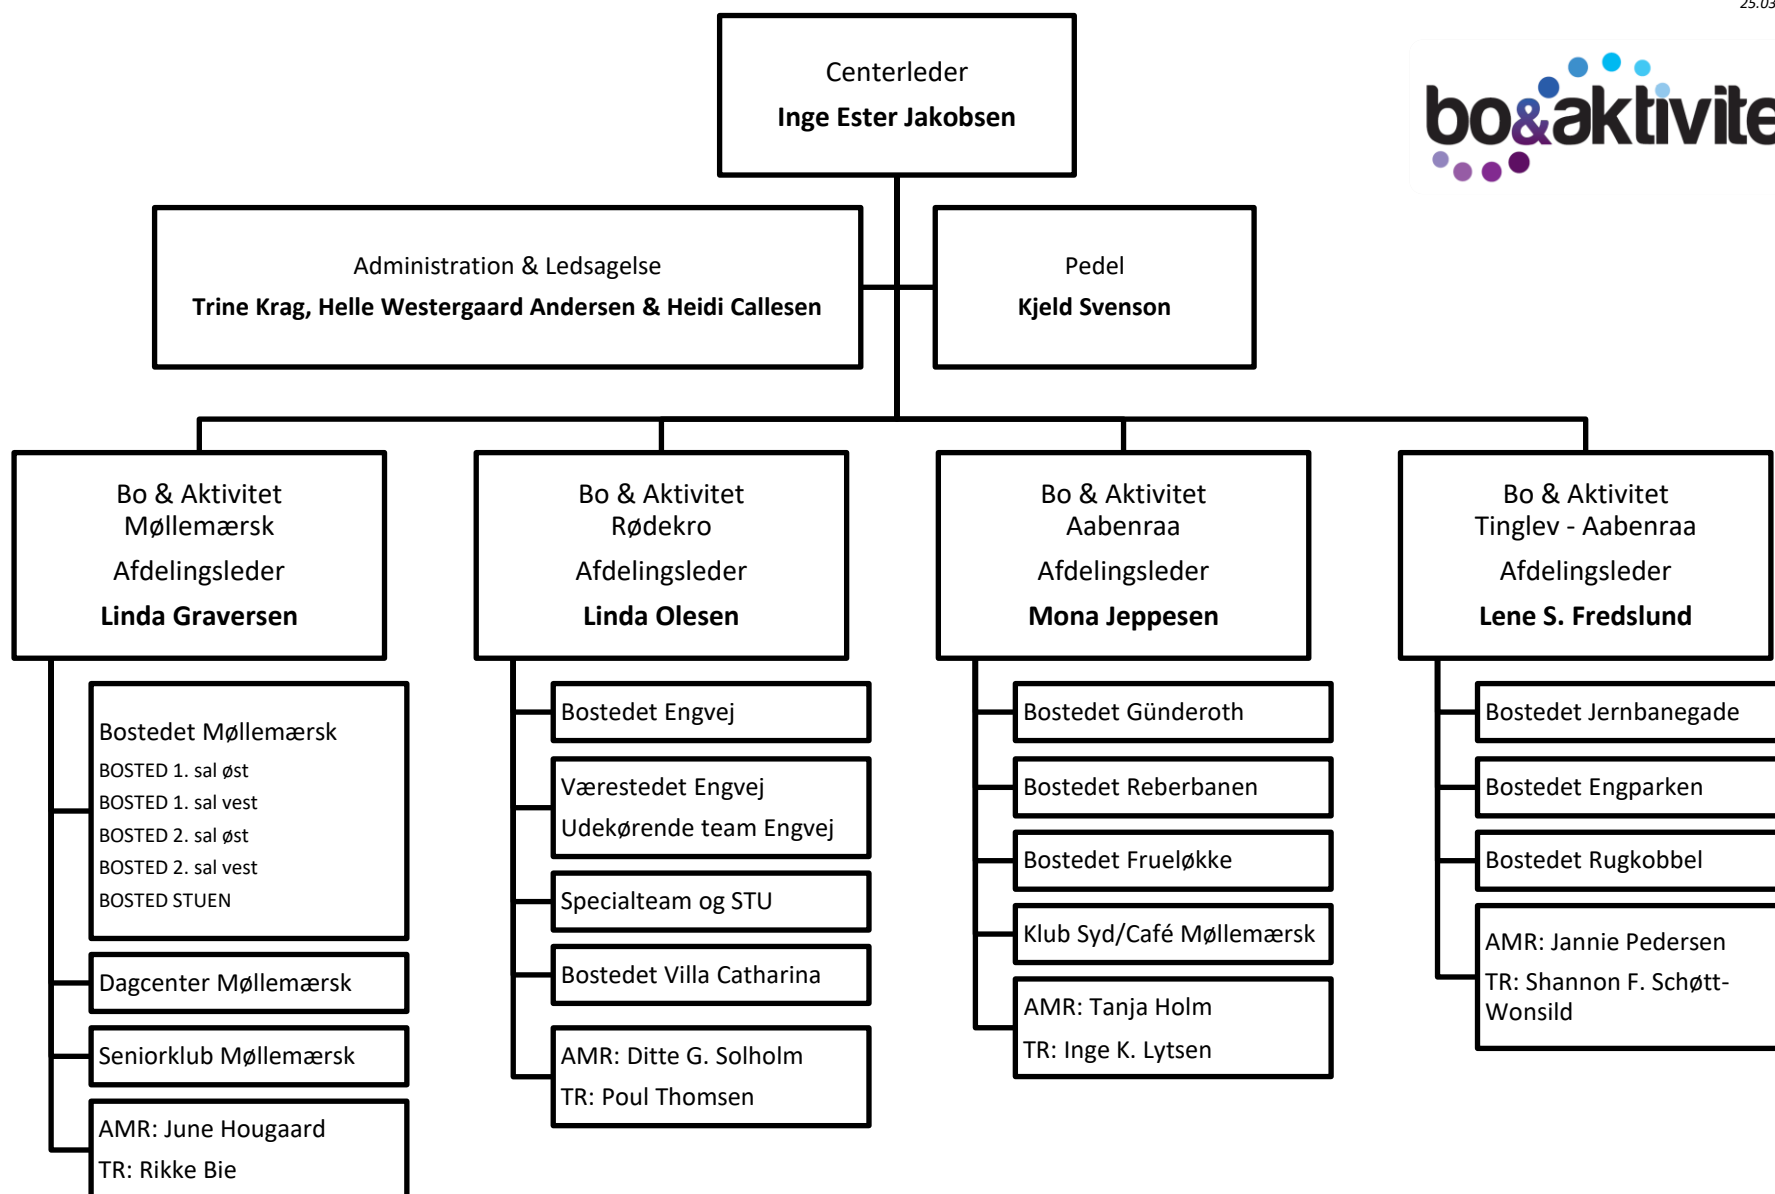 25.03
Centerleder
Inge Ester Jakobsen
bo&aktivite
Administration & Ledsagelse
Trine Krag, Helle Westergaard Andersen & Heidi Callesen
Pedel
Kjeld Svenson
Bo & Aktivitet
Møllemærsk
Afdelingsleder
Linda Graversen
Bostedet Møllemærsk
BOSTED 1. sal øst
BOSTED 1. sal vest
BOSTED 2. sal øst
BOSTED 2. sal vest
BOSTED STUEN
Dagcenter Møllemærsk
Seniorklub Møllemærsk
AMR: June Hougaard
TR: Rikke Bie
Bo & Aktivitet
Rødekro
Afdelingsleder
Linda Olesen
Bostedet Engvej
Værestedet Engvej
Udekørende team Engvej
Specialteam og STU
Bostedet Villa Catharina
AMR: Ditte G. Solholm
TR: Poul Thomsen
Bo & Aktivitet
Aabenraa
Afdelingsleder
Mona Jeppesen
Bostedet Günderoth
Bostedet Reberbanen
Bostedet Frueløkke
Klub Syd/Café Møllemærsk
AMR: Tanja Holm
TR: Inge K. Lytsen
Bo & Aktivitet
Tinglev - Aabenraa
Afdelingsleder
Lene S. Fredslund
Bostedet Jernbanegade
Bostedet Engparken
Bostedet Rugkobbel
AMR: Jannie Pedersen
TR: Shannon F. Schøtt-
Wonsild